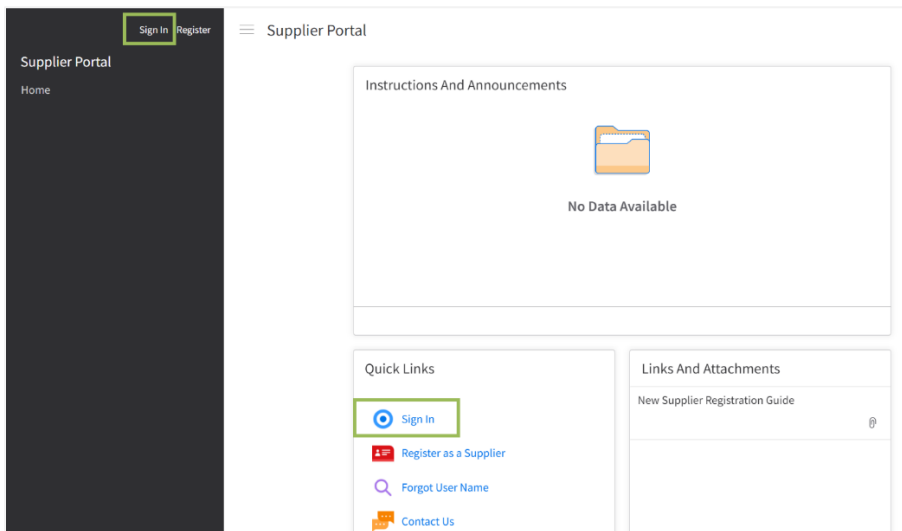 Sign In Register
Supplier Portal
Supplier Portal
Home
Instructions And Announcements
No Data Available
Quick Links
Sign In
Register as a Supplier
Forgot User Name
Contact Us
Links And Attachments
New Supplier Registration Guide